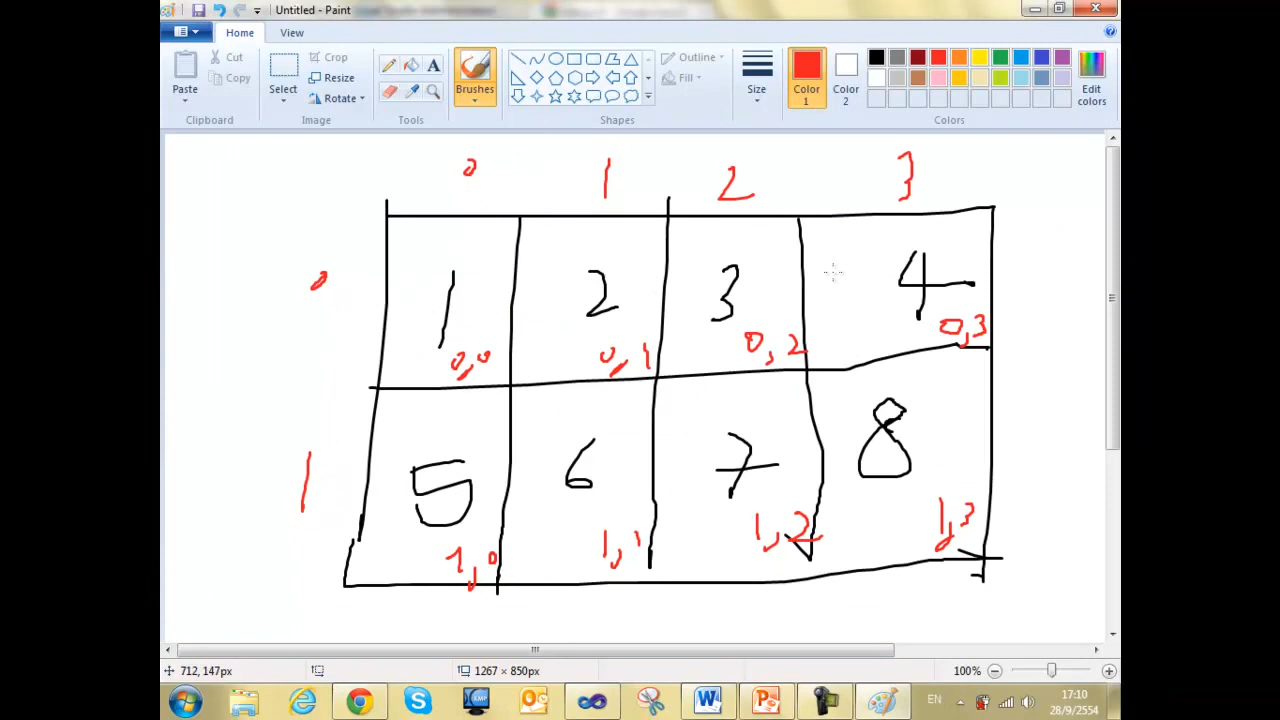 Untitled - Paint
Home View
Paste
Cut
Copy
Clipboard
Select
Crop
Resize
Rotate
Image
Tools
Brushes
Shapes
Outline
Fill
Size
Color 1
Color 2
Edit colors
Colors
0 1 2 3
0
1 2 3 4
0,0 0,1 0,2 0,3
1
5 6 7 8
1,0 1,1 1,2 1,3
712, 147px
1267 × 850px
100%
EN
17:10
28/9/2554